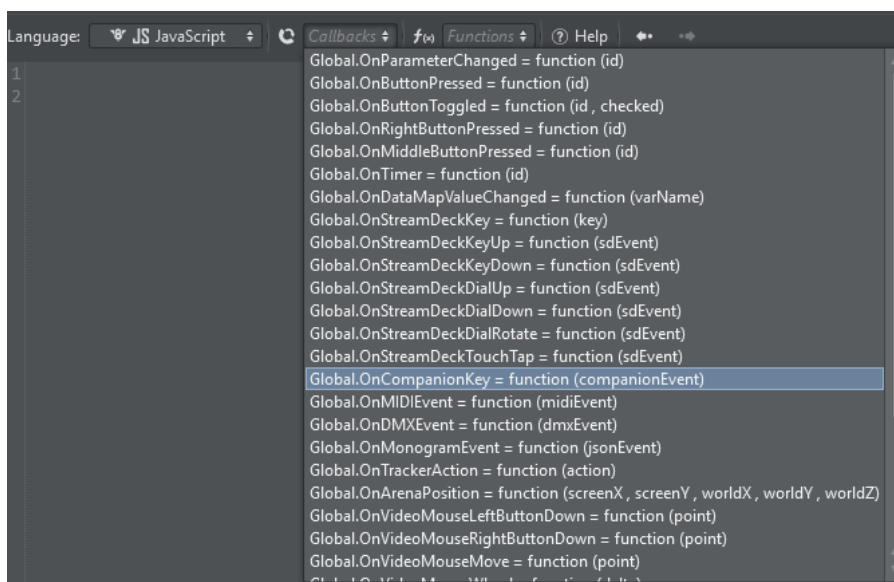 Language: JS JavaScript Callbacks f(x) Functions Help
1
2
Global.OnParameterChanged = function (id)
Global.OnButtonPressed = function (id)
Global.OnButtonToggled = function (id , checked)
Global.OnRightButtonPressed = function (id)
Global.OnMiddleButtonPressed = function (id)
Global.OnTimer = function (id)
Global.OnDataMapValueChanged = function (varName)
Global.OnStreamDeckKey = function (key)
Global.OnStreamDeckKeyUp = function (sdEvent)
Global.OnStreamDeckKeyDown = function (sdEvent)
Global.OnStreamDeckDialUp = function (sdEvent)
Global.OnStreamDeckDialDown = function (sdEvent)
Global.OnStreamDeckDialRotate = function (sdEvent)
Global.OnStreamDeckTouchTap = function (sdEvent)
Global.OnCompanionKey = function (companionEvent)
Global.OnMIDIEvent = function (midiEvent)
Global.OnDMXEvent = function (dmxEvent)
Global.OnMonogramEvent = function (jsonEvent)
Global.OnTrackerAction = function (action)
Global.OnArenaPosition = function (screenX , screenY , worldX , worldY , worldZ)
Global.OnVideoMouseLeftButtonDown = function (point)
Global.OnVideoMouseRightButtonDown = function (point)
Global.OnVideoMouseMove = function (point)